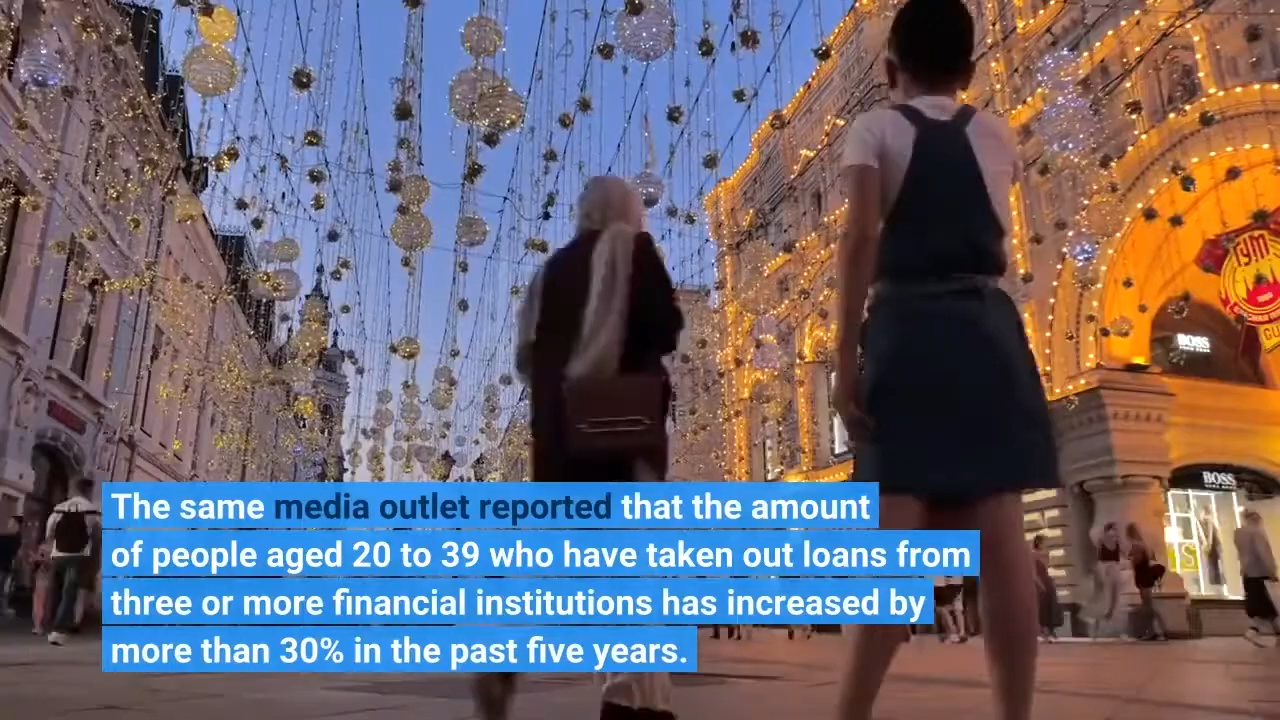 ГУМ
BOSS
BOSS
The same media outlet reported that the amount
of people aged 20 to 39 who have taken out loans from
three or more financial institutions has increased by
more than 30% in the past five years.